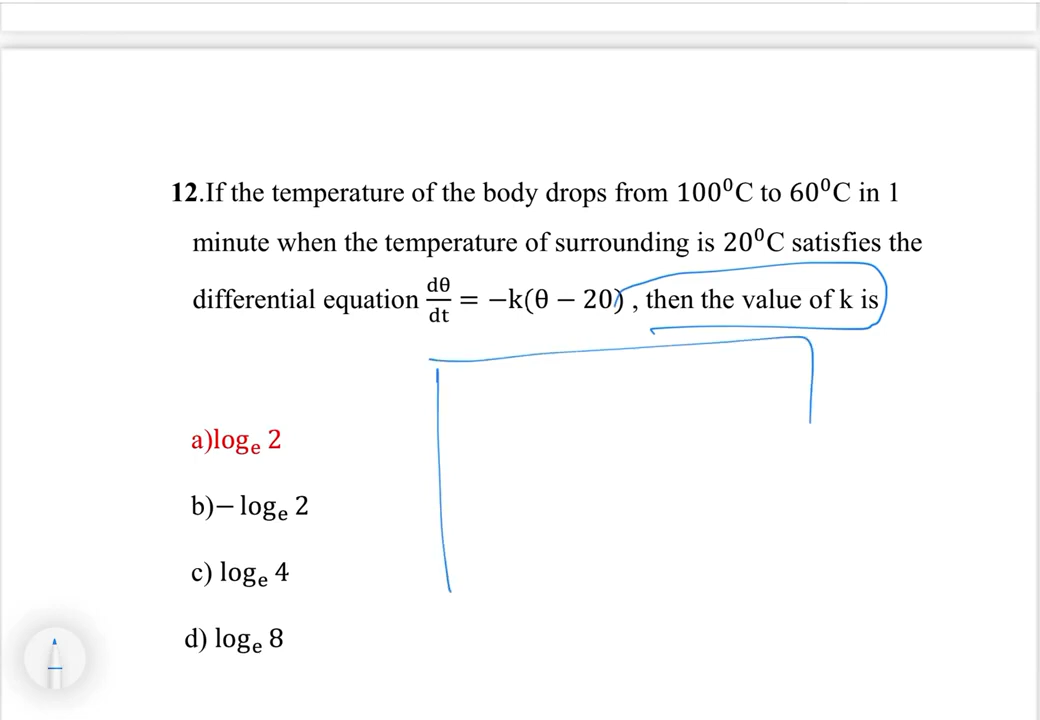 12.If the temperature of the body drops from 100⁰C to 60⁰C in 1
minute when the temperature of surrounding is 20⁰C satisfies the
differential equation dθ/dt = −k(θ − 20) , then the value of k is
a)logₑ 2
b)− logₑ 2
c) logₑ 4
d) logₑ 8